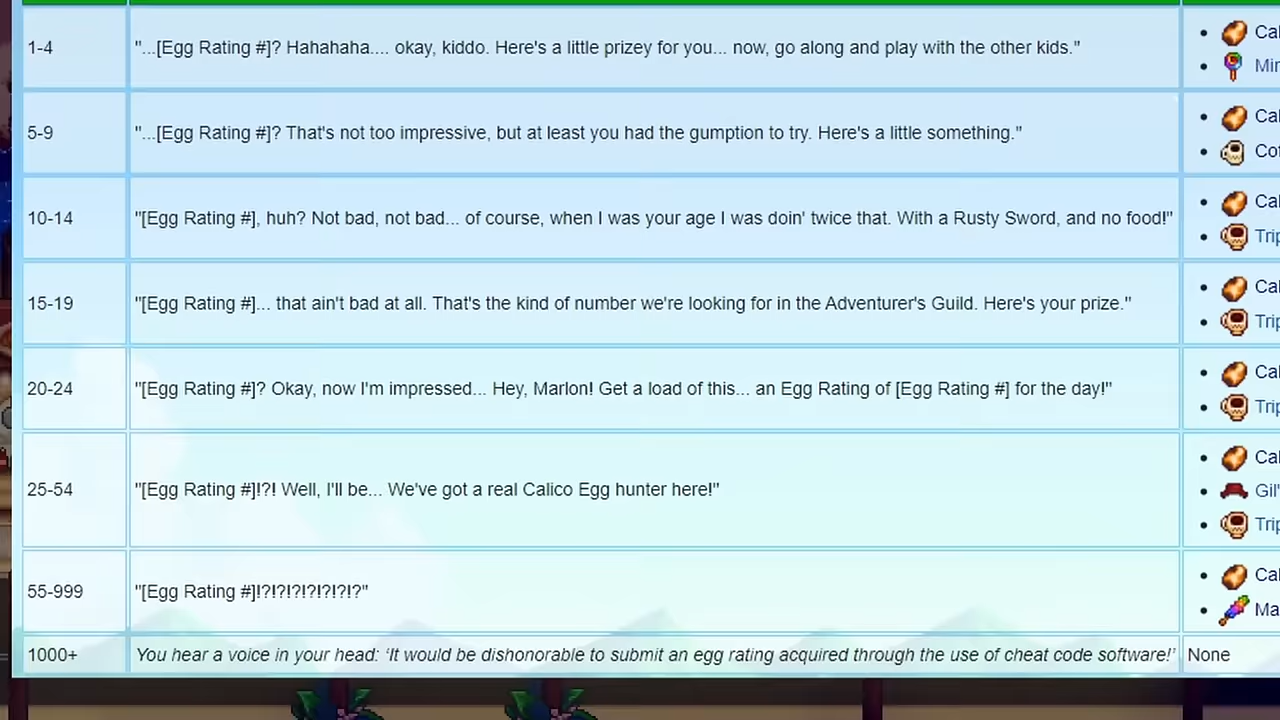 1-4
"...[Egg Rating #]? Hahahaha.... okay, kiddo. Here's a little prizey for you... now, go along and play with the other kids."
5-9
"...[Egg Rating #]? That's not too impressive, but at least you had the gumption to try. Here's a little something."
10-14
"[Egg Rating #], huh? Not bad, not bad... of course, when I was your age I was doin' twice that. With a Rusty Sword, and no food!"
15-19
"[Egg Rating #]... that ain't bad at all. That's the kind of number we're looking for in the Adventurer's Guild. Here's your prize."
20-24
"[Egg Rating #]? Okay, now I'm impressed... Hey, Marlon! Get a load of this... an Egg Rating of [Egg Rating #] for the day!"
25-54
"[Egg Rating #]!?! Well, I'll be... We've got a real Calico Egg hunter here!"
55-999
"[Egg Rating #]!?!?!?!?!?!?!?"
1000+
You hear a voice in your head: ‘It would be dishonorable to submit an egg rating acquired through the use of cheat code software!’
None